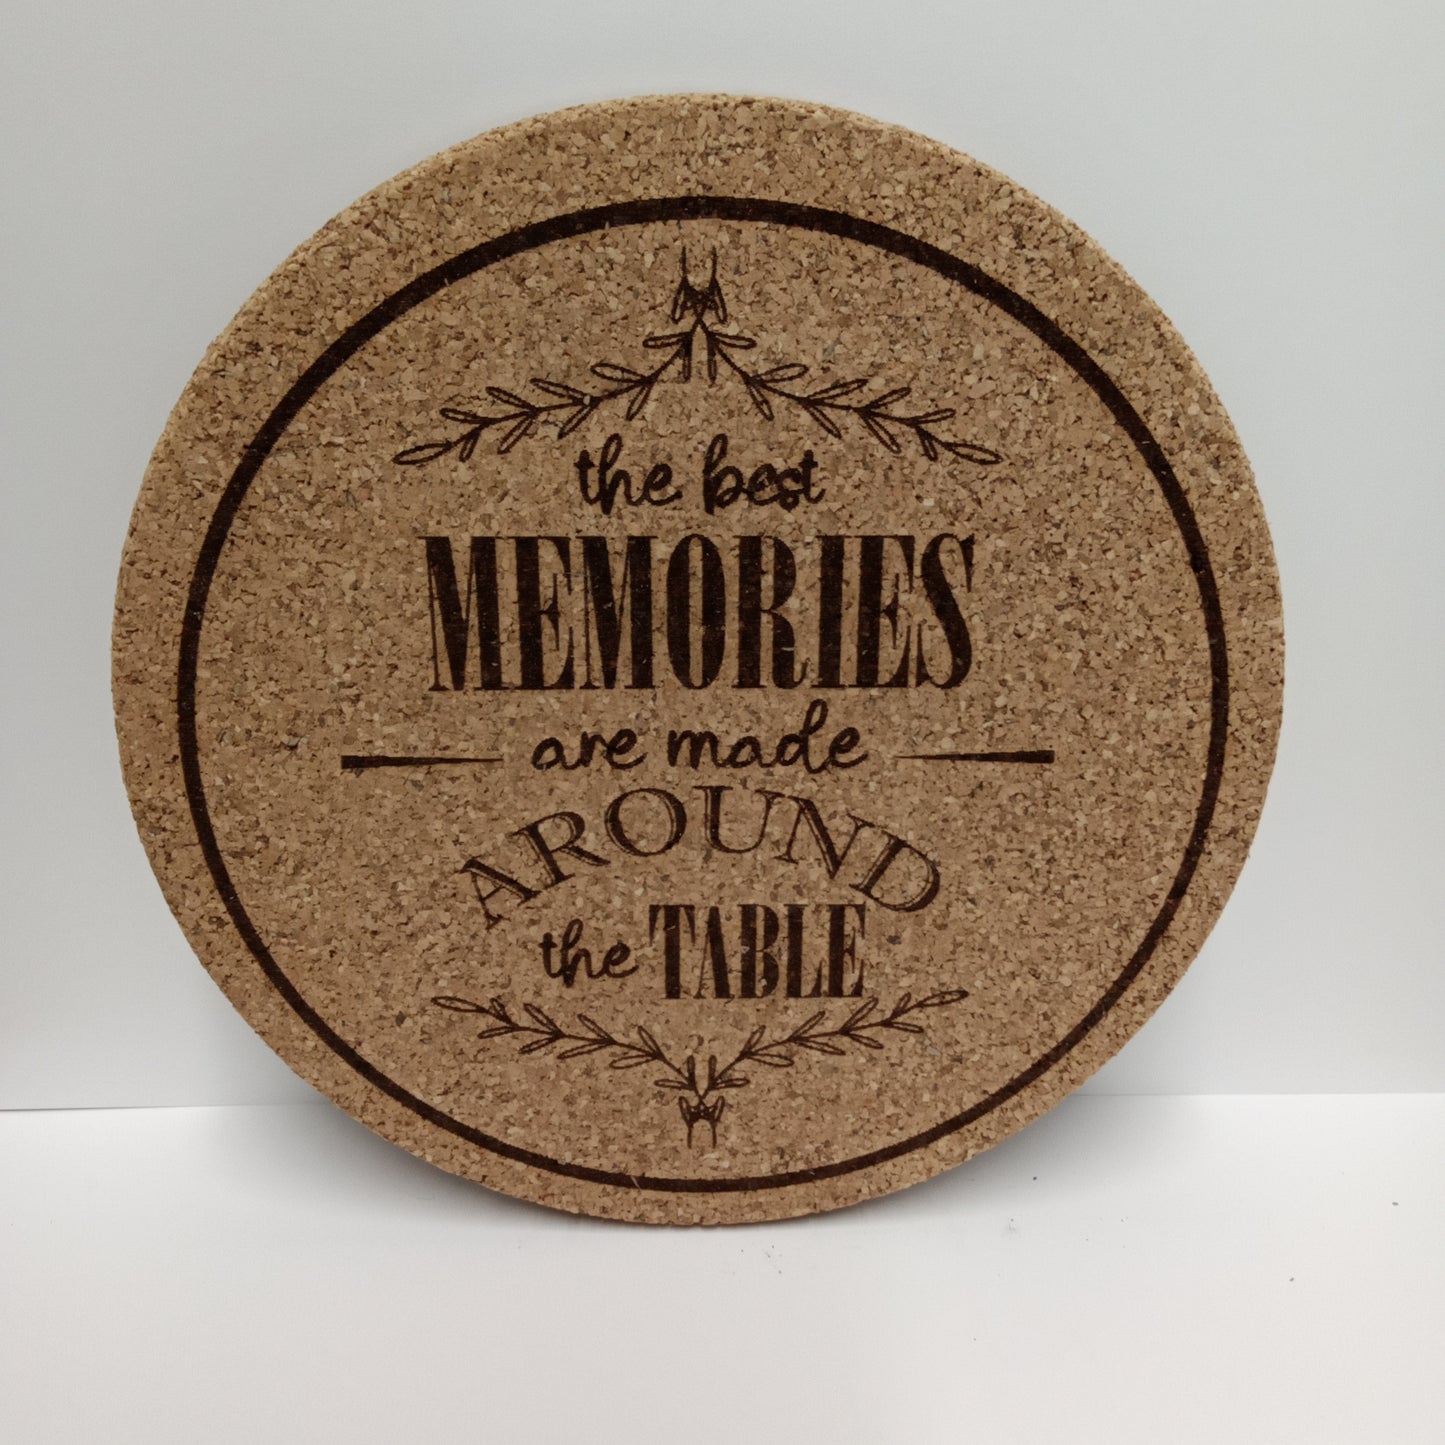 the best
MEMORIES
are made
AROUND
the TABLE